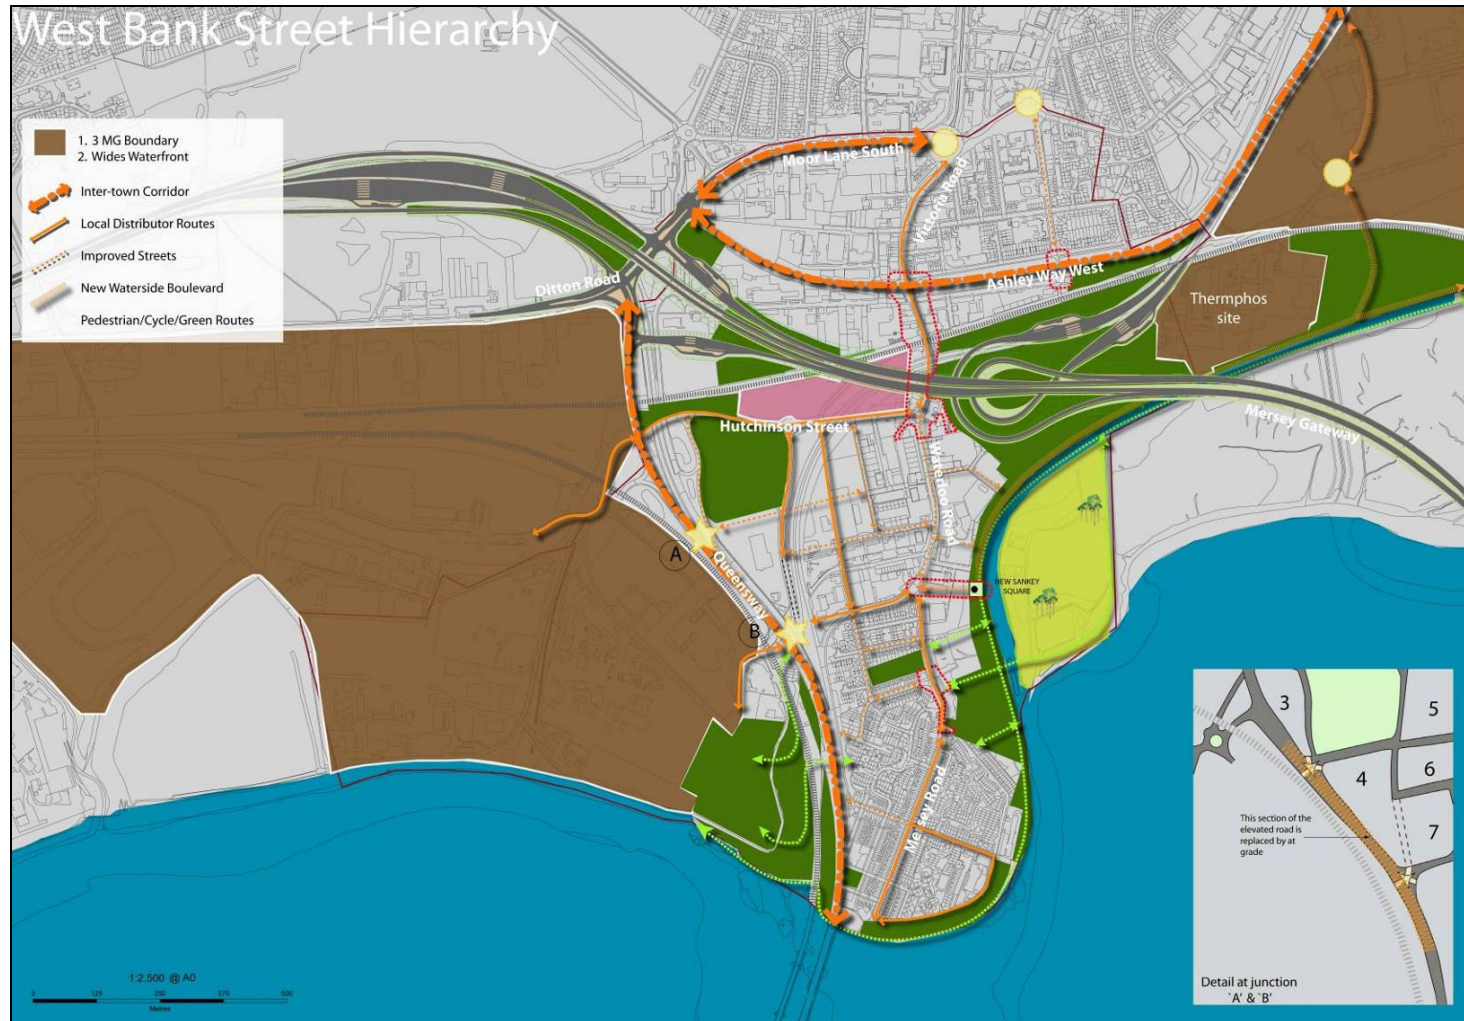 West Bank Street Hierarchy
1. 3 MG Boundary
2. Wides Waterfront
Inter-town Corridor
Local Distributor Routes
Improved Streets
New Waterside Boulevard
Pedestrian/Cycle/Green Routes
Moor Lane South
Victoria Road
Ashley Way West
Ditton Road
Thermphos
site
Mersey Gateway
Hutchinson Street
Waterloo Road
A
Queensway
B
NEW SANKEY
SQUARE
Mersey Road
3
5
4
6
7
This section of the
elevated road is
replaced by at
grade
Detail at junction
`A' & `B'
1:2,500 @ A0
0 125 250 375 500
Metres